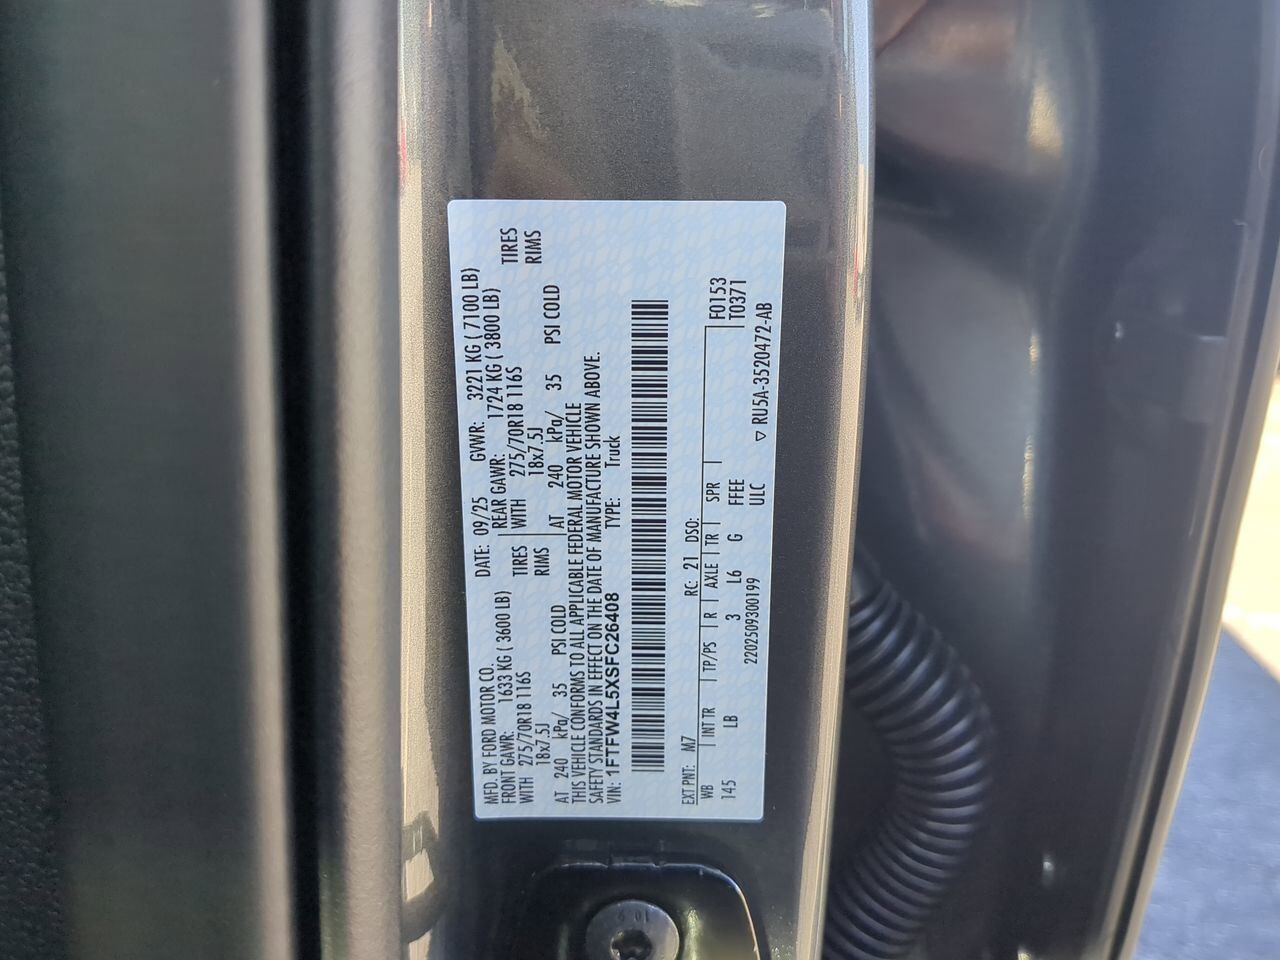 MFD. BY FORD MOTOR CO. DATE: 09/25 GVWR: 3221 KG ( 7100 LB)
FRONT GAWR: 1633 KG ( 3600 LB) REAR GAWR: 1724 KG ( 3800 LB)
WITH 275/70R18 116S TIRES WITH 275/70R18 116S TIRES
18x7.5J RIMS 18x7.5J RIMS
AT 240 kPa/ 35 PSI COLD AT 240 kPa/ 35 PSI COLD
THIS VEHICLE CONFORMS TO ALL APPLICABLE FEDERAL MOTOR VEHICLE
SAFETY STANDARDS IN EFFECT ON THE DATE OF MANUFACTURE SHOWN ABOVE.
VIN: 1FTFW4L5XSFC26408 TYPE: Truck
EXT PNT: M7 RC: 21 DSO: F0153
WB INT TR TP/PS R AXLE TR SPR T0371
145 LB 3 L6 G FFEE
2202509300199 ULC ▽ RU5A-3520472-AB
10 9